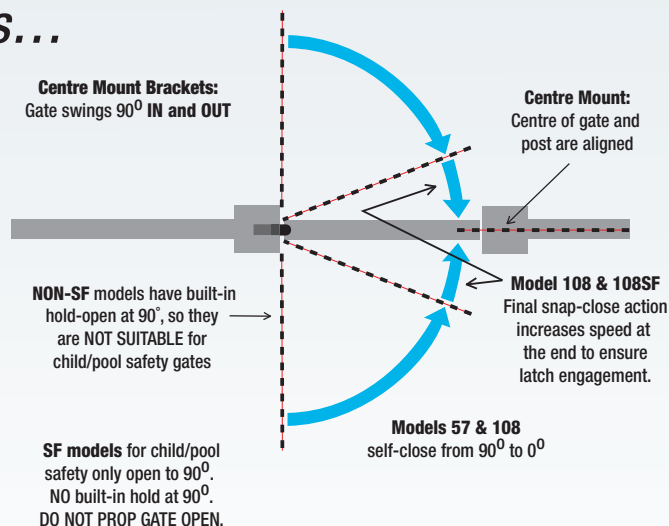 s...
Centre Mount Brackets:
Gate swings 90⁰ IN and OUT
Centre Mount:
Centre of gate and
post are aligned
NON-SF models have built-in
hold-open at 90°, so they
are NOT SUITABLE for
child/pool safety gates
Model 108 & 108SF
Final snap-close action
increases speed at
the end to ensure
latch engagement.
Models 57 & 108
self-close from 90⁰ to 0⁰
SF models for child/pool
safety only open to 90⁰.
NO built-in hold at 90⁰.
DO NOT PROP GATE OPEN.